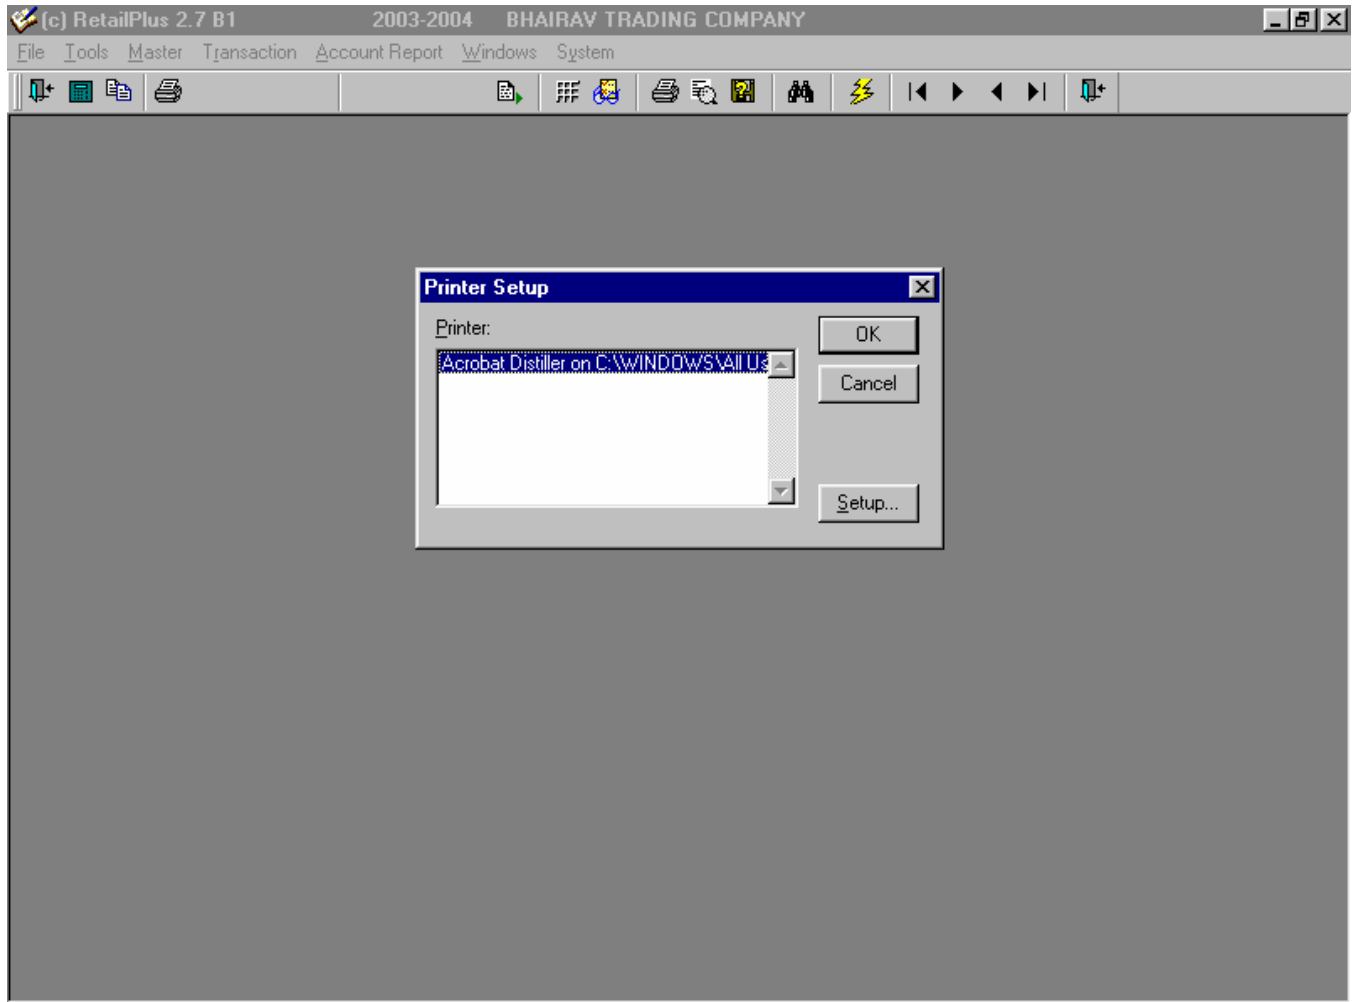 (c) RetailPlus 2.7 B1 2003-2004 BHAIRAV TRADING COMPANY
File Tools Master Transaction Account Report Windows System
Printer Setup
Printer:
OK
Acrobat Distiller on C:\WINDOWS\All Us
Cancel
Setup...